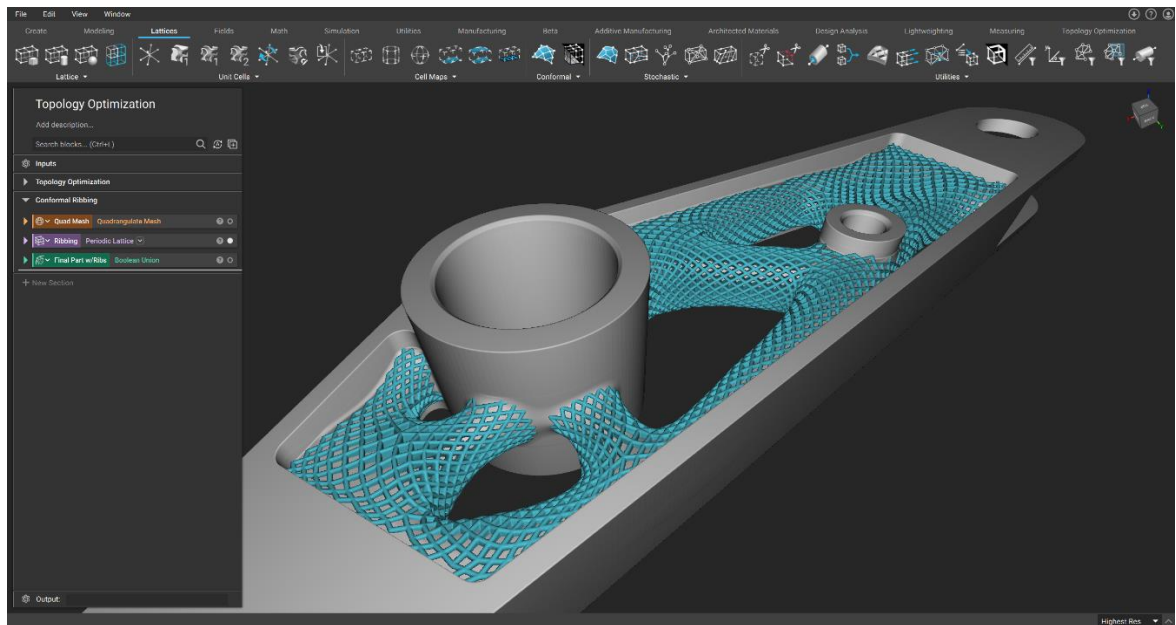 File Edit View Window
Create Modeling Lattices Fields Math Simulation Utilities Manufacturing Beta Additive Manufacturing Architected Materials Design Analysis Lightweighting Measuring Topology Optimization
Lattice Unit Cells Cell Maps Conformal Stochastic Utilities
Topology Optimization
Add description...
Search blocks... (Ctrl+L)
Inputs
Topology Optimization
Conformal Ribbing
Quad Mesh Quadrangulate Mesh
Ribbing Periodic Lattice
Final Part w/Ribs Boolean Union
+ New Section
Output:
Highest Res